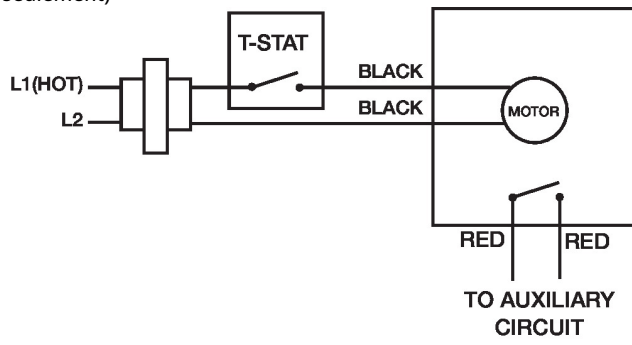 T-STAT
L1(HOT)
BLACK
L2
BLACK
MOTOR
RED
RED
TO AUXILIARY
CIRCUIT